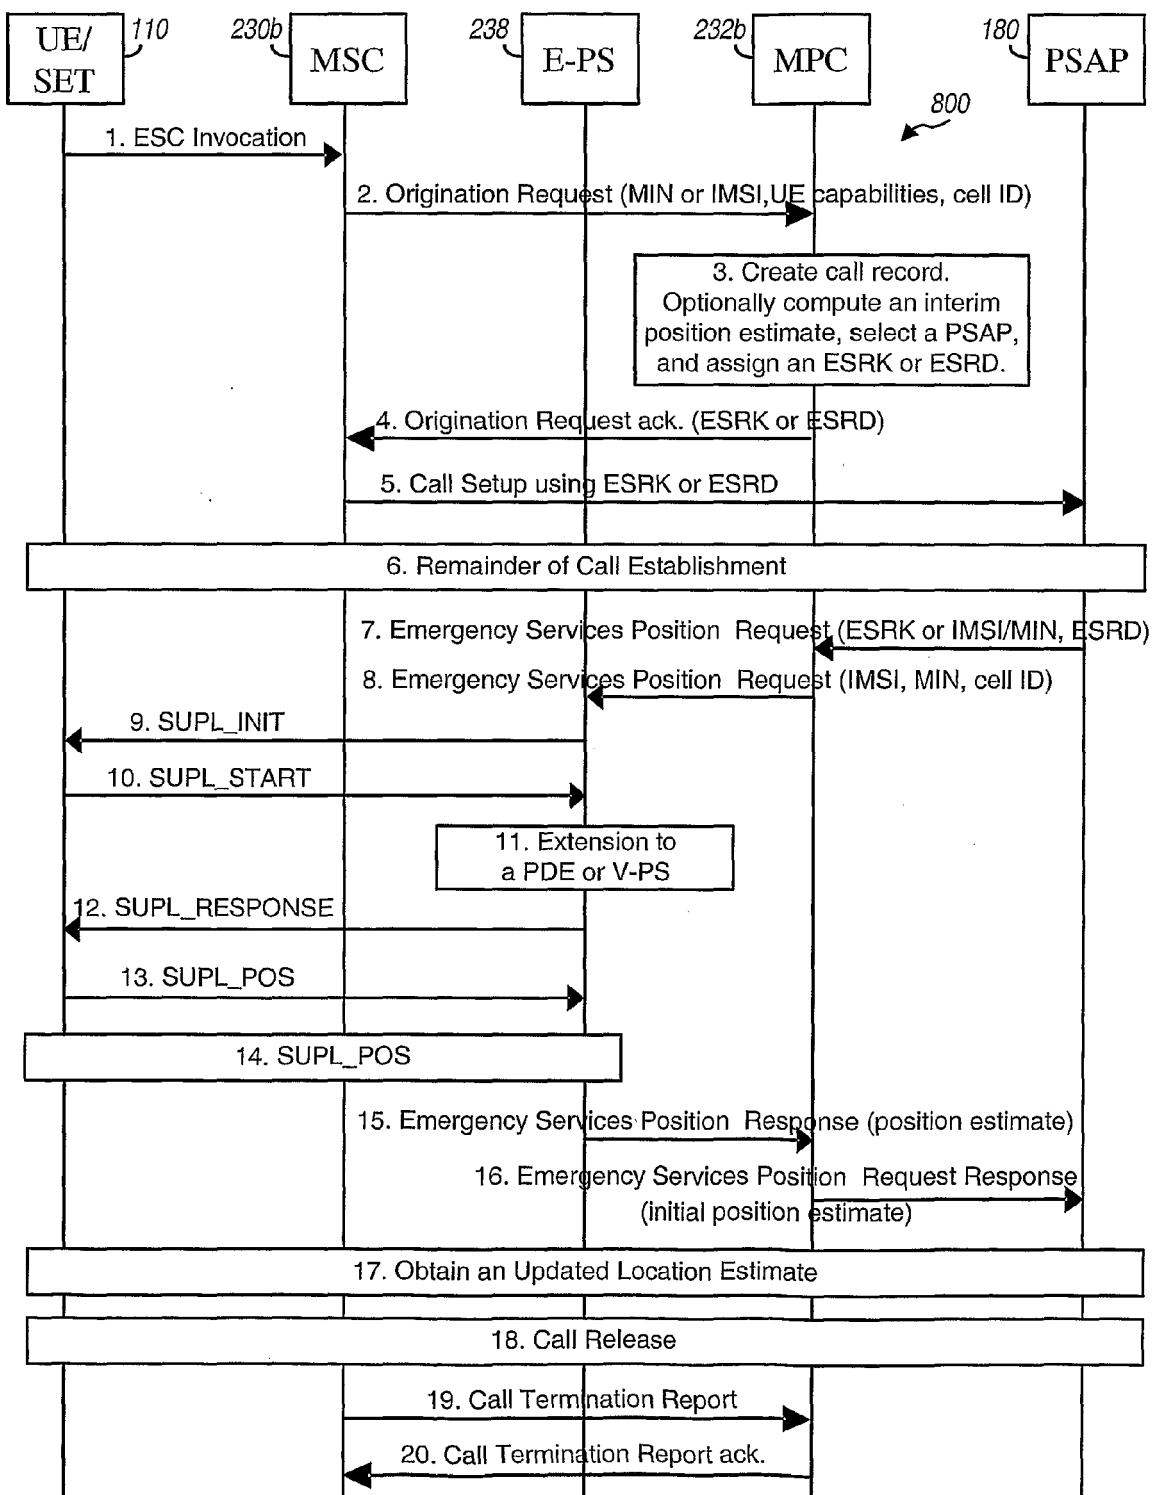 110
230b
238
232b
180
UE/
SET
MSC
E-PS
MPC
PSAP
800
1. ESC Invocation
2. Origination Request (MIN or IMSI,UE capabilities, cell ID)
3. Create call record.
Optionally compute an interim
position estimate, select a PSAP,
and assign an ESRK or ESRD.
4. Origination Request ack. (ESRK or ESRD)
5. Call Setup using ESRK or ESRD
6. Remainder of Call Establishment
7. Emergency Services Position Request (ESRK or IMSI/MIN, ESRD)
8. Emergency Services Position Request (IMSI, MIN, cell ID)
9. SUPL_INIT
10. SUPL_START
11. Extension to
a PDE or V-PS
12. SUPL_RESPONSE
13. SUPL_POS
14. SUPL_POS
15. Emergency Services Position Response (position estimate)
16. Emergency Services Position Request Response
(initial position estimate)
17. Obtain an Updated Location Estimate
18. Call Release
19. Call Termination Report
20. Call Termination Report ack.